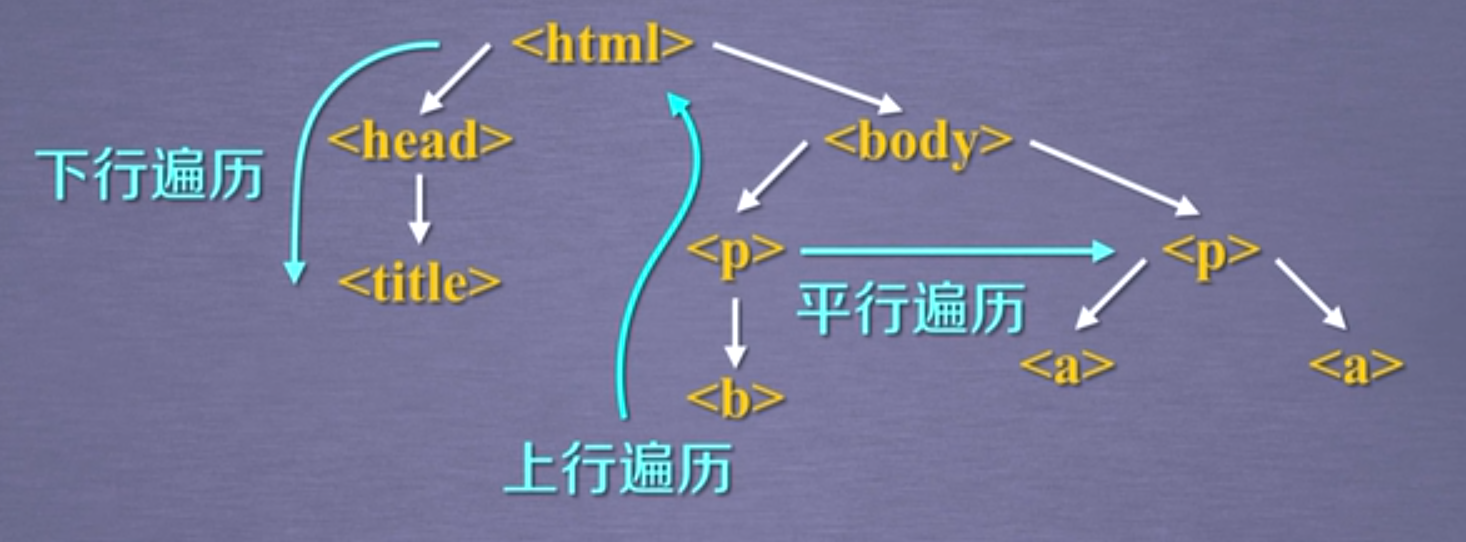 <html>
<head>
<body>
下行遍历
<p>
<p>
<title>
平行遍历
<a>
<a>
<b>
上行遍历